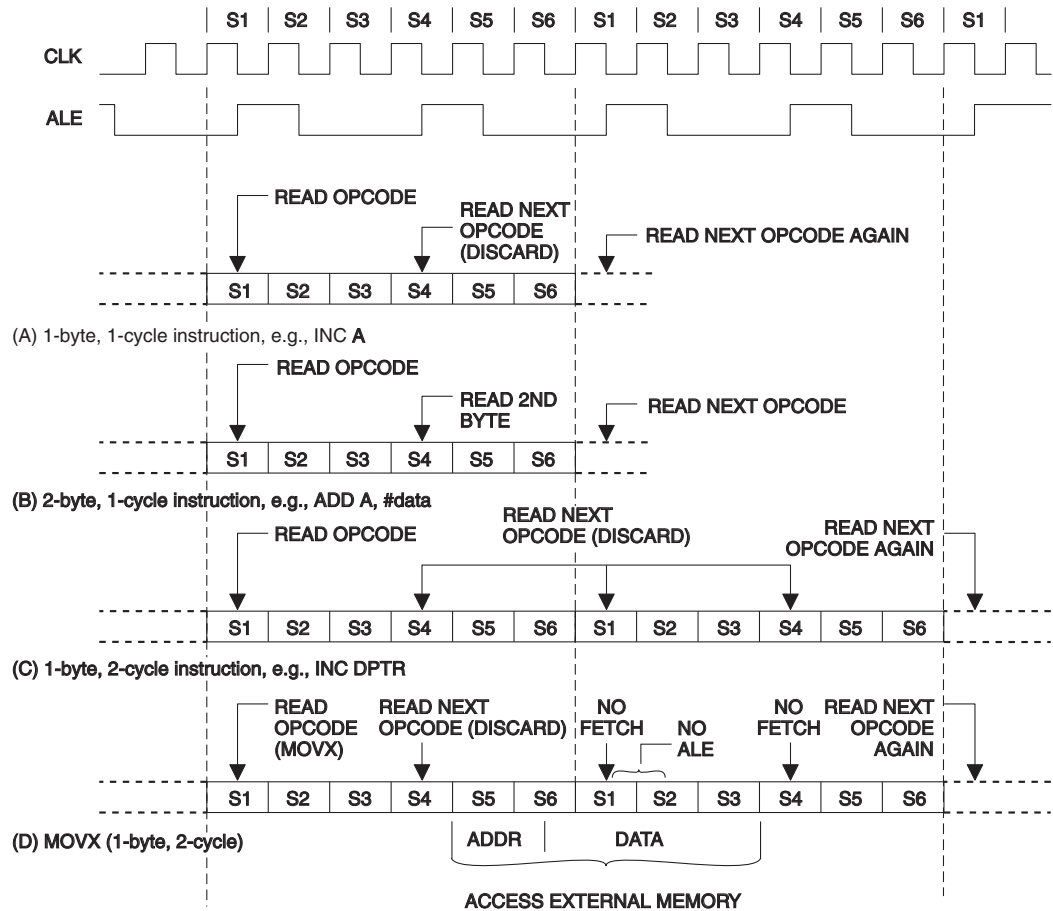 S1 S2 S3 S4 S5 S6 S1 S2 S3 S4 S5 S6 S1
CLK
ALE
READ OPCODE
READ NEXT
OPCODE
(DISCARD)
READ NEXT OPCODE AGAIN
S1 S2 S3 S4 S5 S6
(A) 1-byte, 1-cycle instruction, e.g., INC A
READ OPCODE
READ 2ND
BYTE
READ NEXT OPCODE
S1 S2 S3 S4 S5 S6
(B) 2-byte, 1-cycle instruction, e.g., ADD A, #data
READ OPCODE
READ NEXT
OPCODE (DISCARD)
READ NEXT
OPCODE AGAIN
S1 S2 S3 S4 S5 S6 S1 S2 S3 S4 S5 S6
(C) 1-byte, 2-cycle instruction, e.g., INC DPTR
READ
OPCODE
(MOVX)
READ NEXT
OPCODE (DISCARD)
NO
FETCH
NO
ALE
NO
FETCH
READ NEXT
OPCODE
AGAIN
S1 S2 S3 S4 S5 S6 S1 S2 S3 S4 S5 S6
(D) MOVX (1-byte, 2-cycle)
ADDR DATA
ACCESS EXTERNAL MEMORY